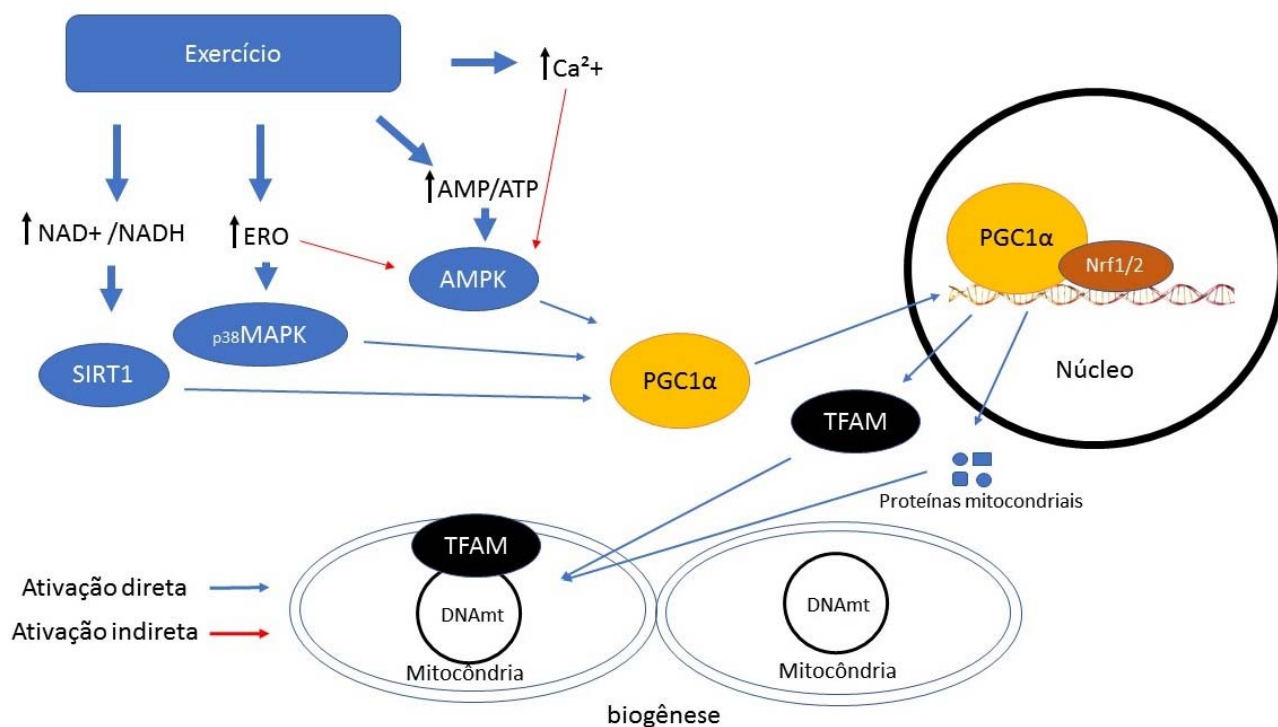 Exercício
↑Ca²+
↑AMP/ATP
↑NAD+ /NADH
↑ERO
AMPK
p38MAPK
SIRT1
PGC1α
PGC1α
Nrf1/2
Núcleo
TFAM
Proteínas mitocondriais
TFAM
DNAmt
Mitocôndria
DNAmt
Mitocôndria
Ativação direta
Ativação indireta
biogênese